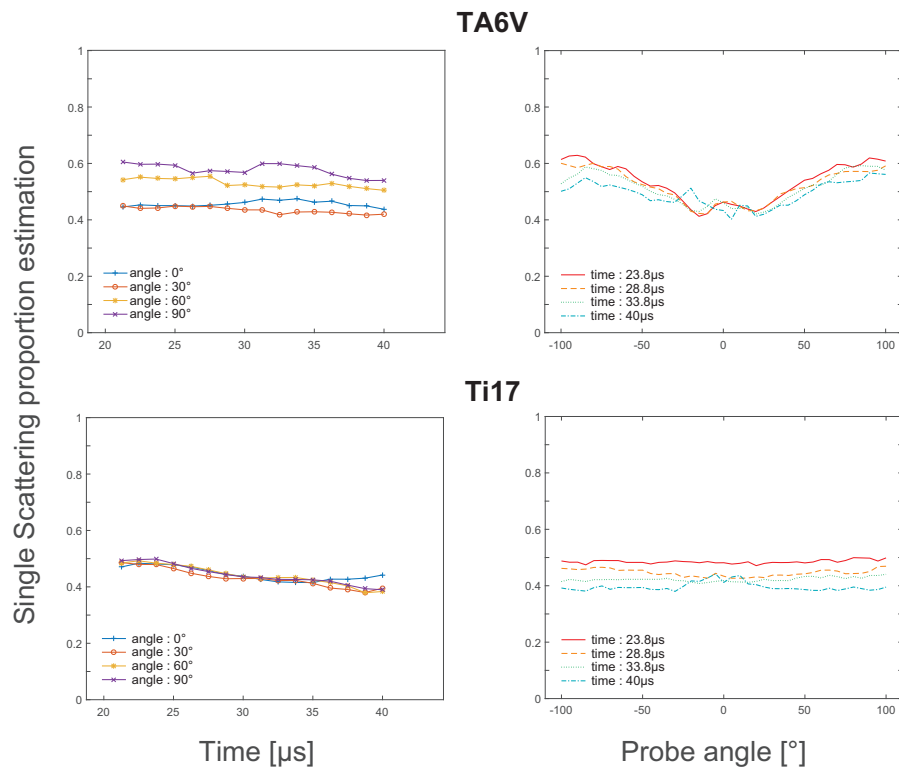 TA6V
Single Scattering proportion estimation
1
0.8
0.6
0.4
0.2
0
angle : 0°
angle : 30°
angle : 60°
angle : 90°
20 25 30 35 40
1
0.8
0.6
0.4
0.2
0
time : 23.8µs
time : 28.8µs
time : 33.8µs
time : 40µs
-100 -50 0 50 100
Ti17
1
0.8
0.6
0.4
0.2
0
angle : 0°
angle : 30°
angle : 60°
angle : 90°
20 25 30 35 40
Time [µs]
1
0.8
0.6
0.4
0.2
0
time : 23.8µs
time : 28.8µs
time : 33.8µs
time : 40µs
-100 -50 0 50 100
Probe angle [°]